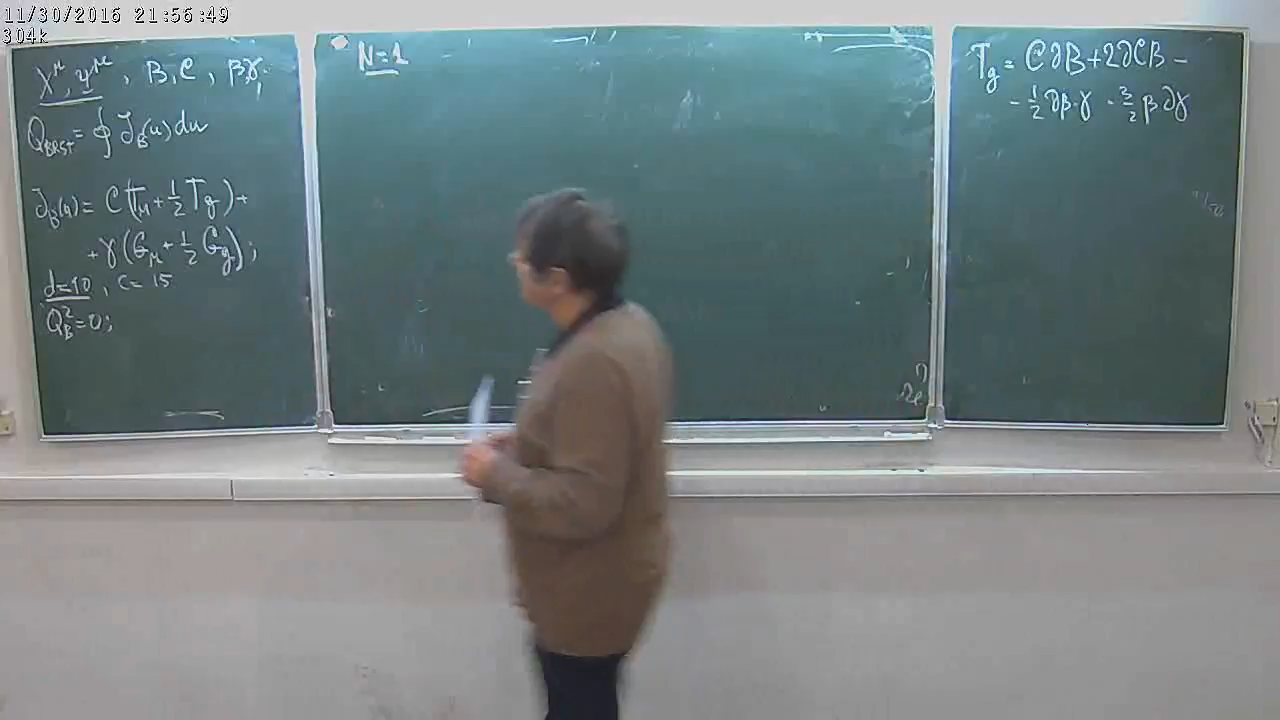 11/30/2016 21:56:49
304k
X^μ, ψ^μ, B, C, β, γ;
Q_BRST = ∮ J_B(u) du
J_B(u) = C(T_M + 1/2 T_g) +
+ γ(G_M + 1/2 G_g);
d=10, c = 15
Q_B^2 = 0;
N=1
T_g = C∂B + 2∂CB -
- 1/2 ∂β·γ - 3/2 β∂γ